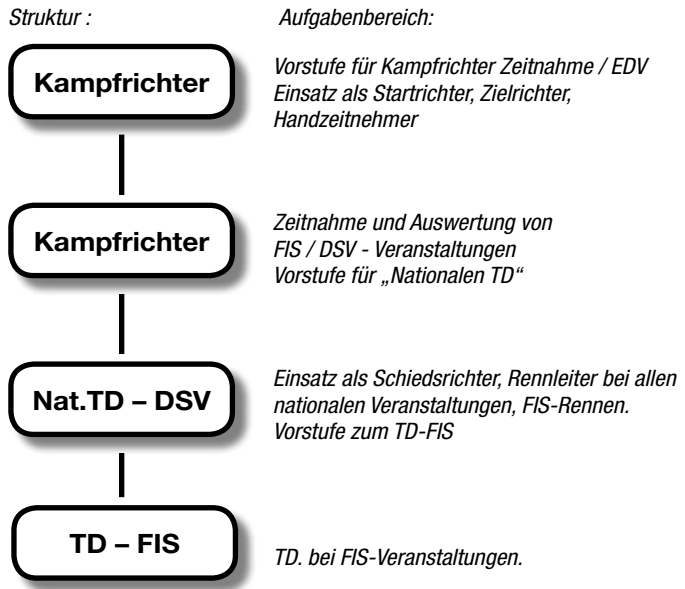 Struktur :
Aufgabenbereich:
Kampfrichter
Vorstufe für Kampfrichter Zeitnahme / EDV
Einsatz als Startrichter, Zielrichter,
Handzeitnehmer
Kampfrichter
Zeitnahme und Auswertung von
FIS / DSV - Veranstaltungen
Vorstufe für „Nationalen TD“
Nat.TD – DSV
Einsatz als Schiedsrichter, Rennleiter bei allen
nationalen Veranstaltungen, FIS-Rennen.
Vorstufe zum TD-FIS
TD – FIS
TD. bei FIS-Veranstaltungen.